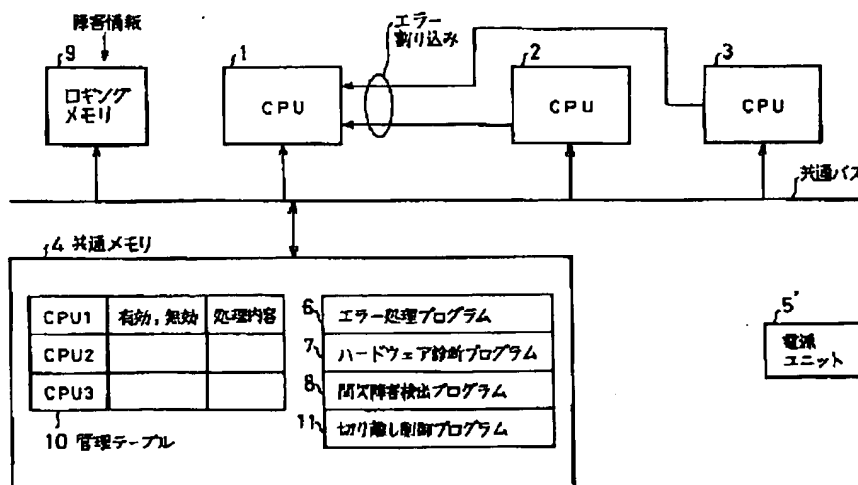 障害情報
9
ロギング
メモリ
1
CPU
エラー
割り込み
2
CPU
3
CPU
共通バス
4 共通メモリ
CPU1 有効,無効 処理内容
CPU2
CPU3
10 管理テーブル
6 エラー処理プログラム
7 ハードウェア診断プログラム
8 間欠障害検出プログラム
11 切り離し制御プログラム
5'
電源
ユニット